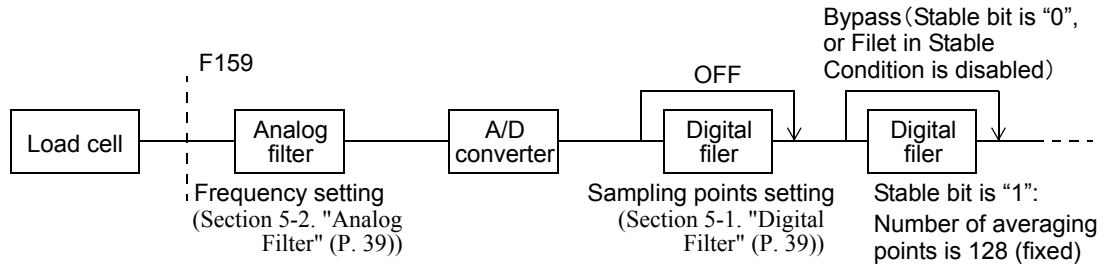 Bypass（Stable bit is “0”,
or Filet in Stable
Condition is disabled）
F159
OFF
Load cell
Analog
filter
A/D
converter
Digital
filer
Digital
filer
Frequency setting
(Section 5-2. "Analog
Filter" (P. 39))
Sampling points setting
(Section 5-1. "Digital
Filter" (P. 39))
Stable bit is “1”:
Number of averaging
points is 128 (fixed)